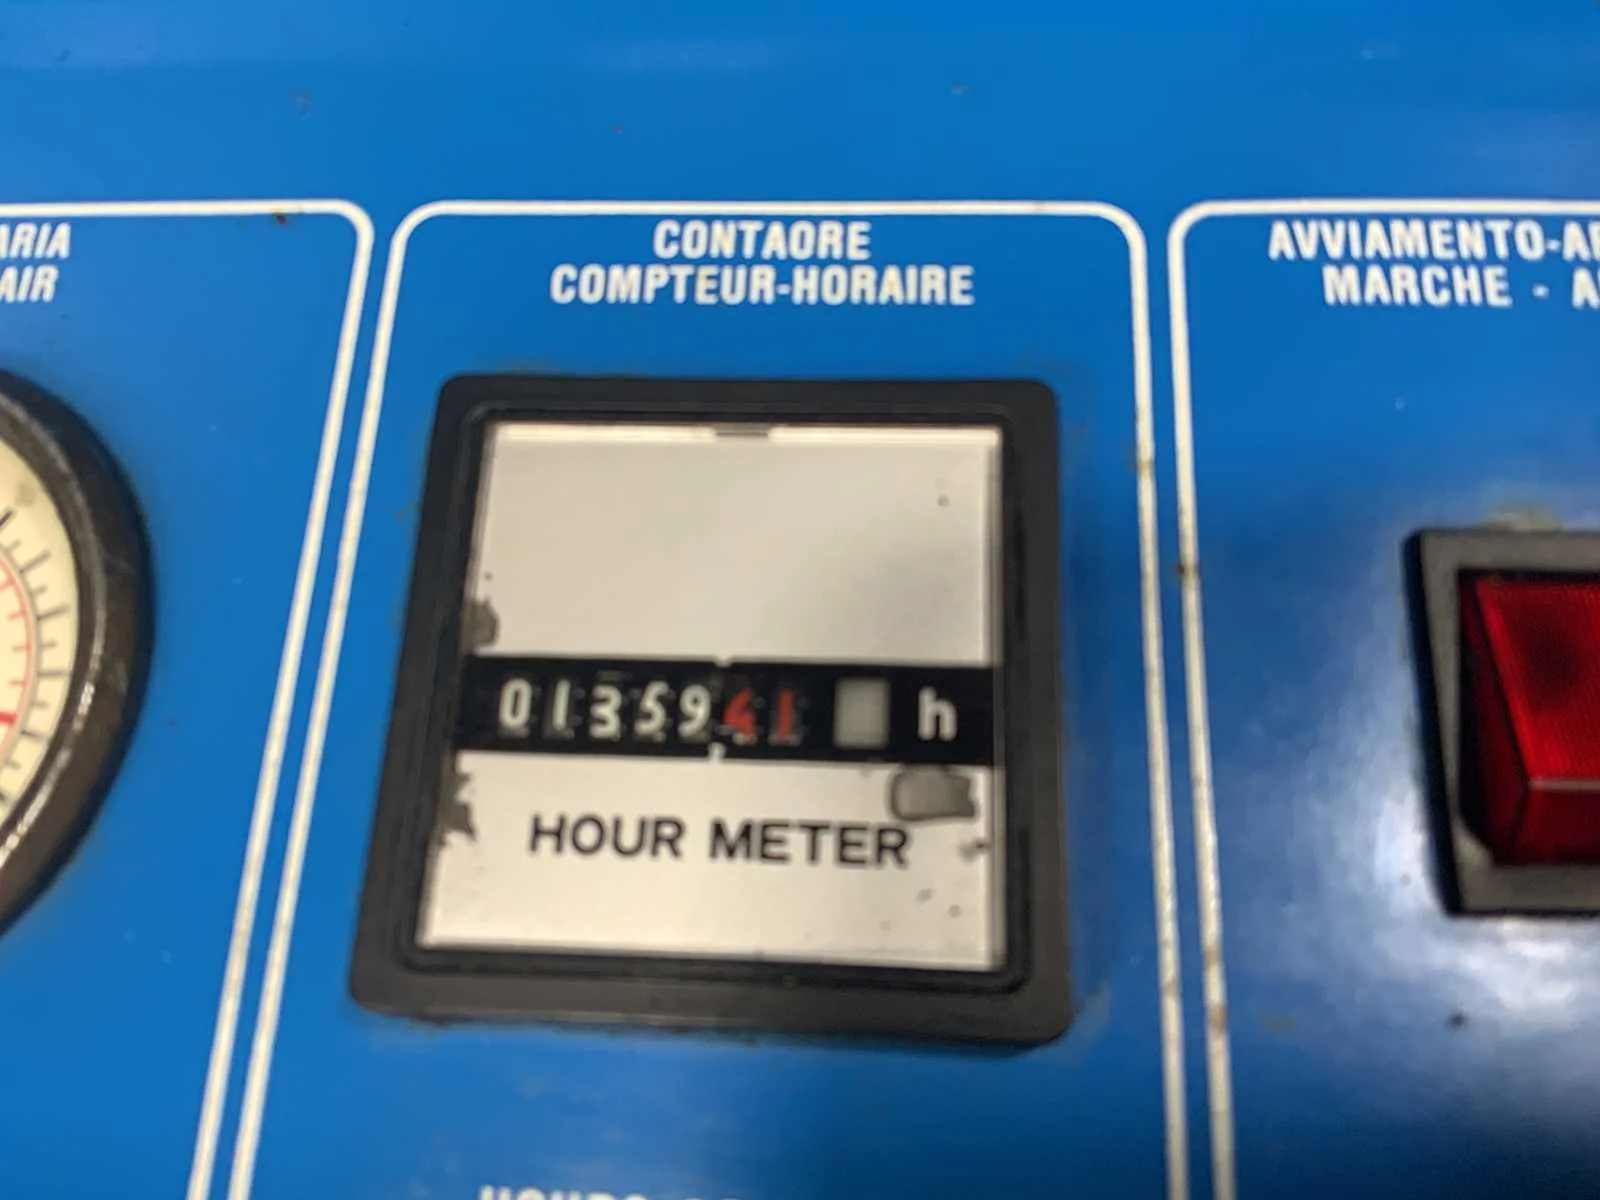 ARIA
AIR
CONTAORE
COMPTEUR-HORAIRE
AVVIAMENTO-A
MARCHE - A
0135941 h
HOUR METER